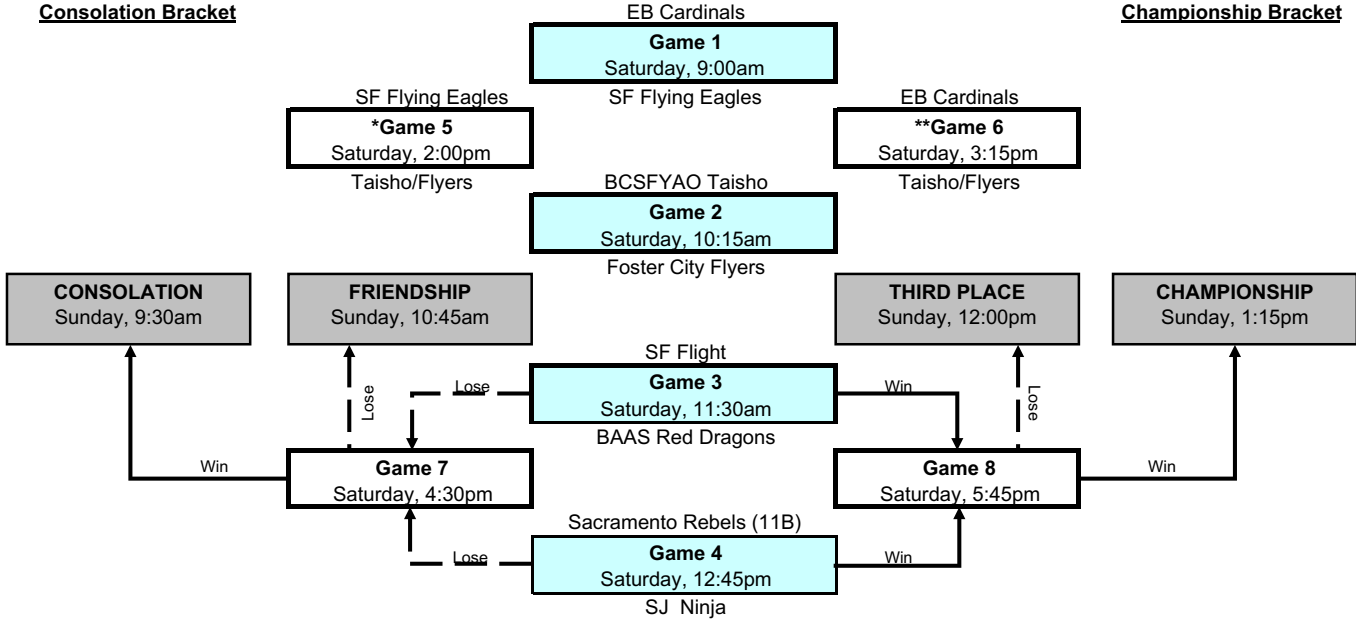 Consolation Bracket
EB Cardinals
Championship Bracket
Game 1
Saturday, 9:00am
SF Flying Eagles
SF Flying Eagles
EB Cardinals
*Game 5
Saturday, 2:00pm
**Game 6
Saturday, 3:15pm
Taisho/Flyers
BCSFYAO Taisho
Taisho/Flyers
Game 2
Saturday, 10:15am
Foster City Flyers
CONSOLATION
Sunday, 9:30am
FRIENDSHIP
Sunday, 10:45am
THIRD PLACE
Sunday, 12:00pm
CHAMPIONSHIP
Sunday, 1:15pm
SF Flight
Lose
Lose
Game 3
Saturday, 11:30am
Win
Lose
BAAS Red Dragons
Win
Game 7
Saturday, 4:30pm
Game 8
Saturday, 5:45pm
Win
Sacramento Rebels (11B)
Lose
Game 4
Saturday, 12:45pm
Win
SJ Ninja